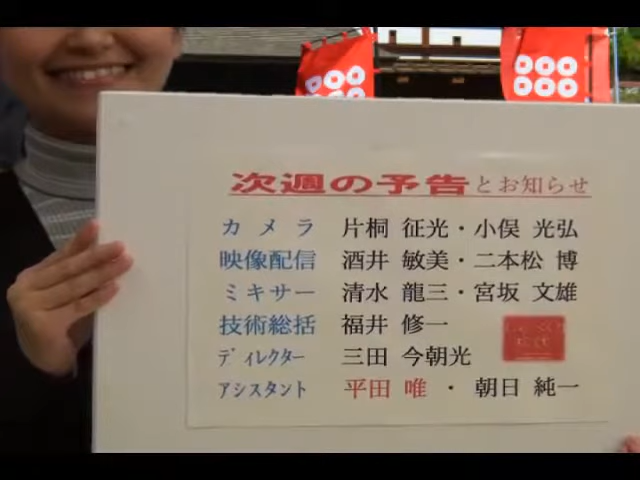 次週の予告とお知らせ
カメラ 片桐 征光・小俣 光弘
映像配信 酒井 敏美・二本松 博
ミキサー 清水 龍三・宮坂 文雄
技術総括 福井 修一
ディレクター 三田 今朝光
アシスタント 平田 唯・朝日 純一